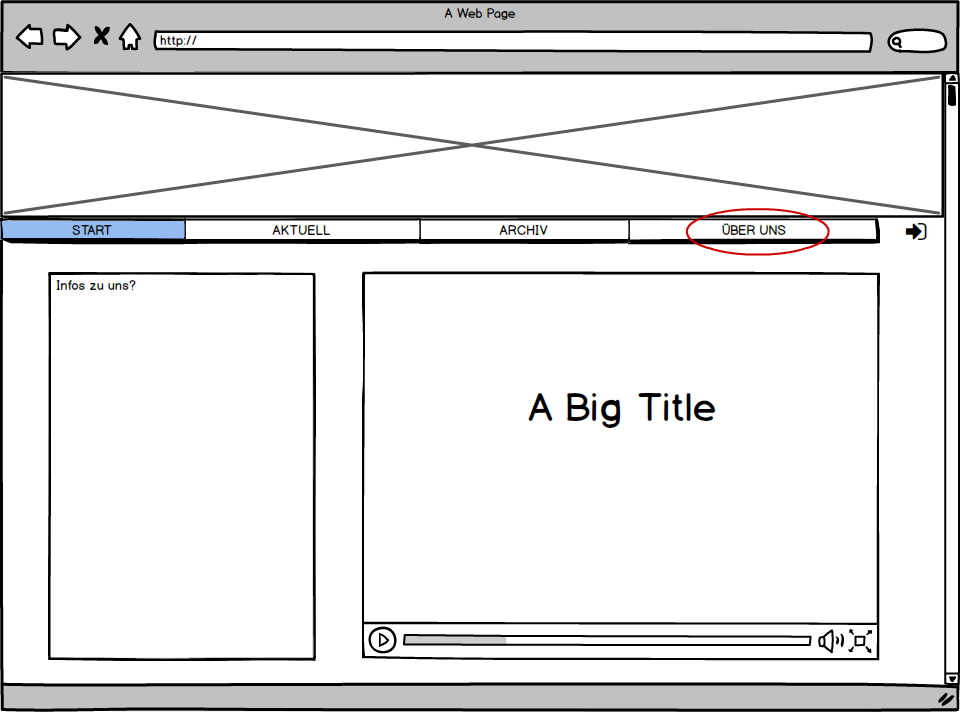 A Web Page
http://
START
AKTUELL
ARCHIV
ÜBER UNS
Infos zu uns?
A Big Title